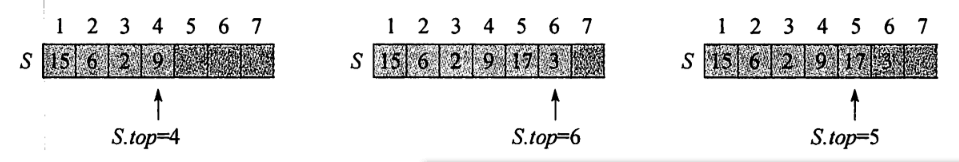 1 2 3 4 5 6 7 1 2 3 4 5 6 7 1 2 3 4 5 6 7
S 15 6 2 9 S 15 6 2 9 17 3 S 15 6 2 9 17 3
S.top=4 S.top=6 S.top=5